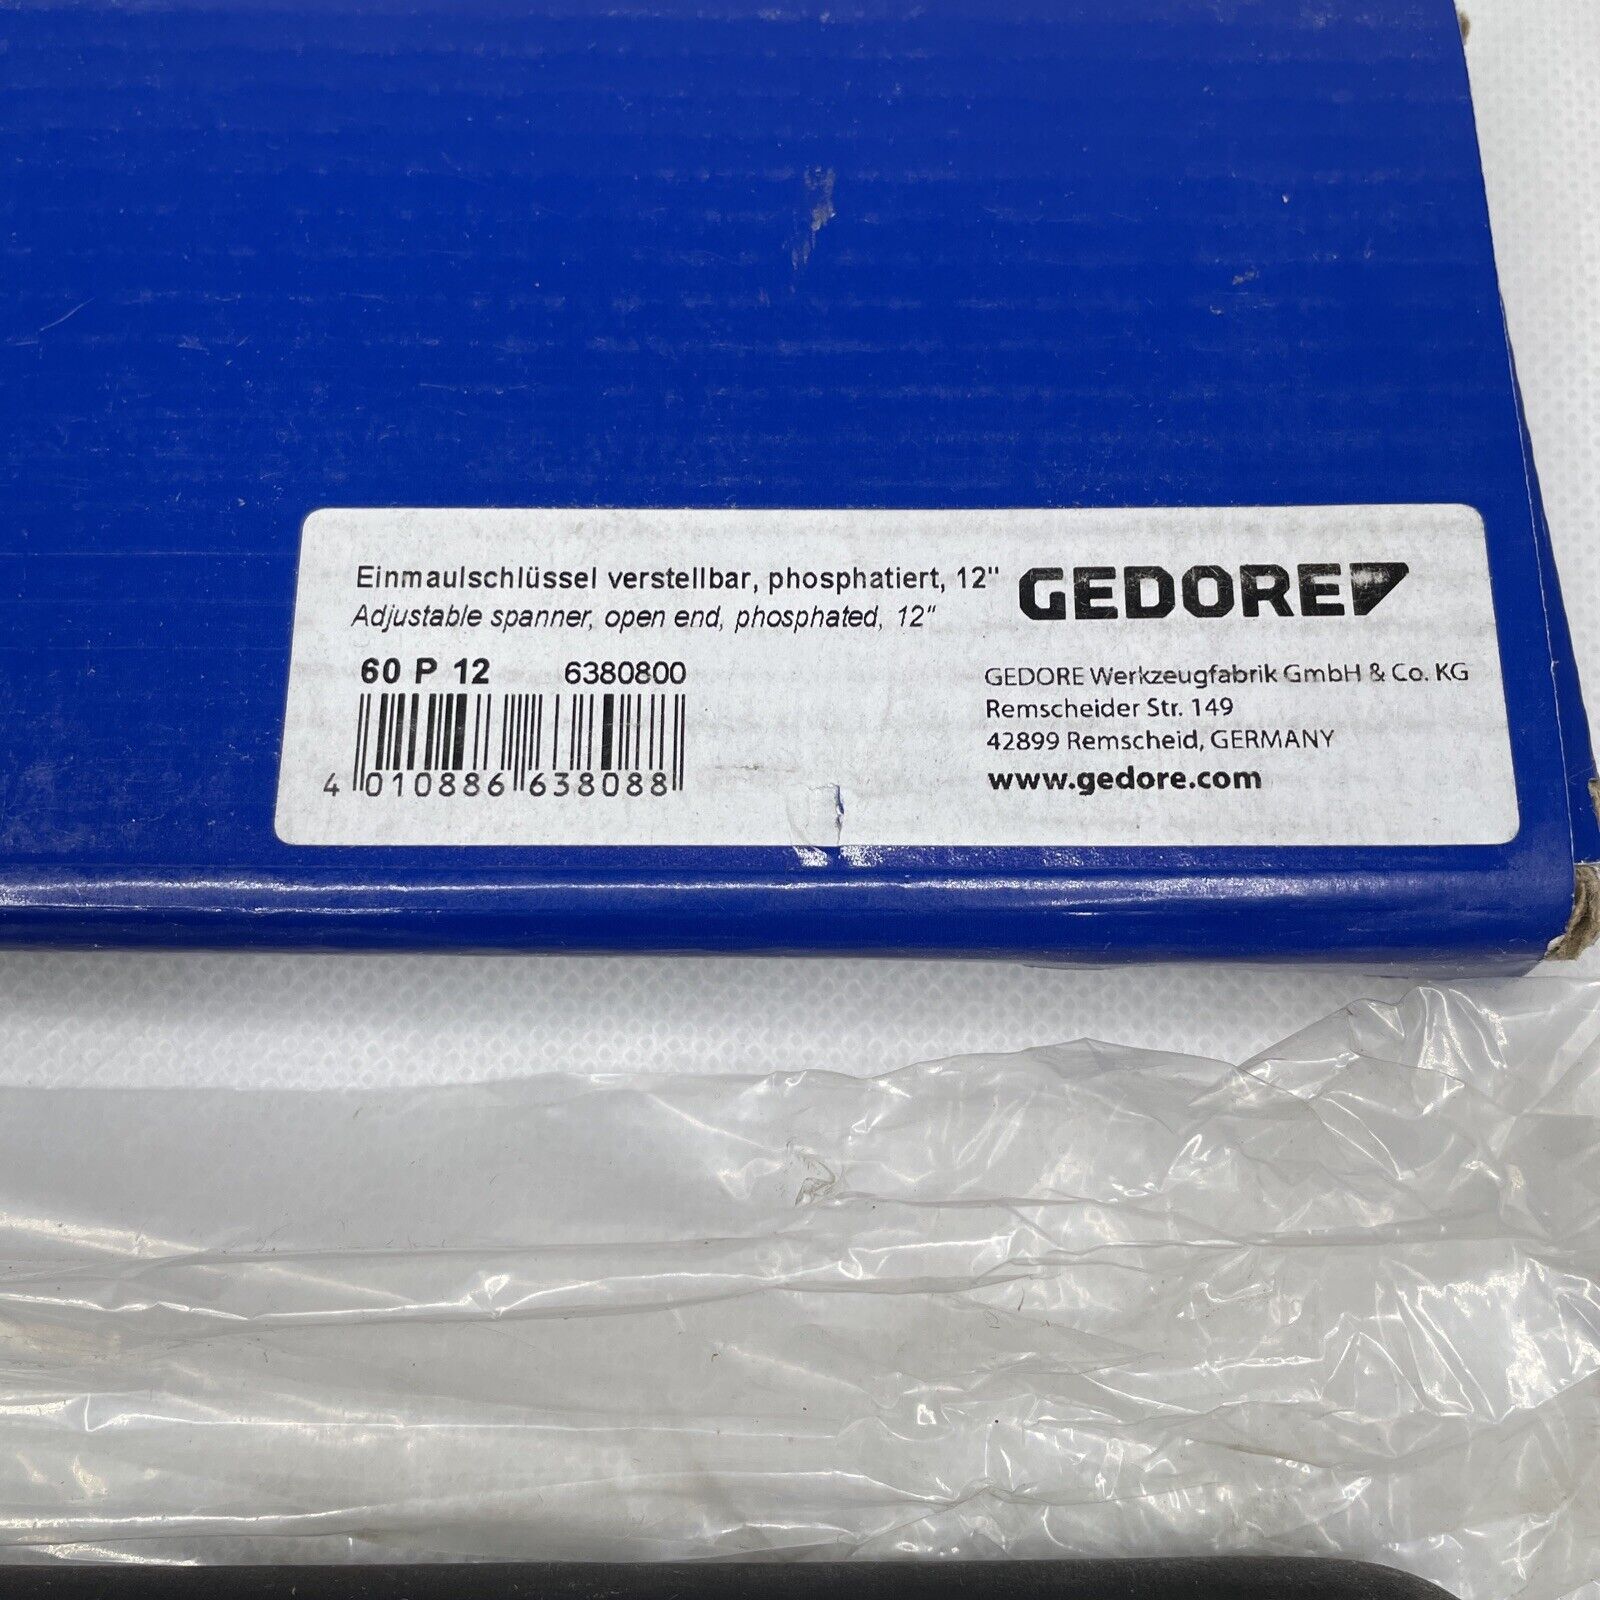 Einmaulschlüssel verstellbar, phosphatiert, 12"
Adjustable spanner, open end, phosphated, 12"
60 P 12 6380800
4 010886 638088
GEDORE
GEDORE Werkzeugfabrik GmbH & Co. KG
Remscheider Str. 149
42899 Remscheid, GERMANY
www.gedore.com